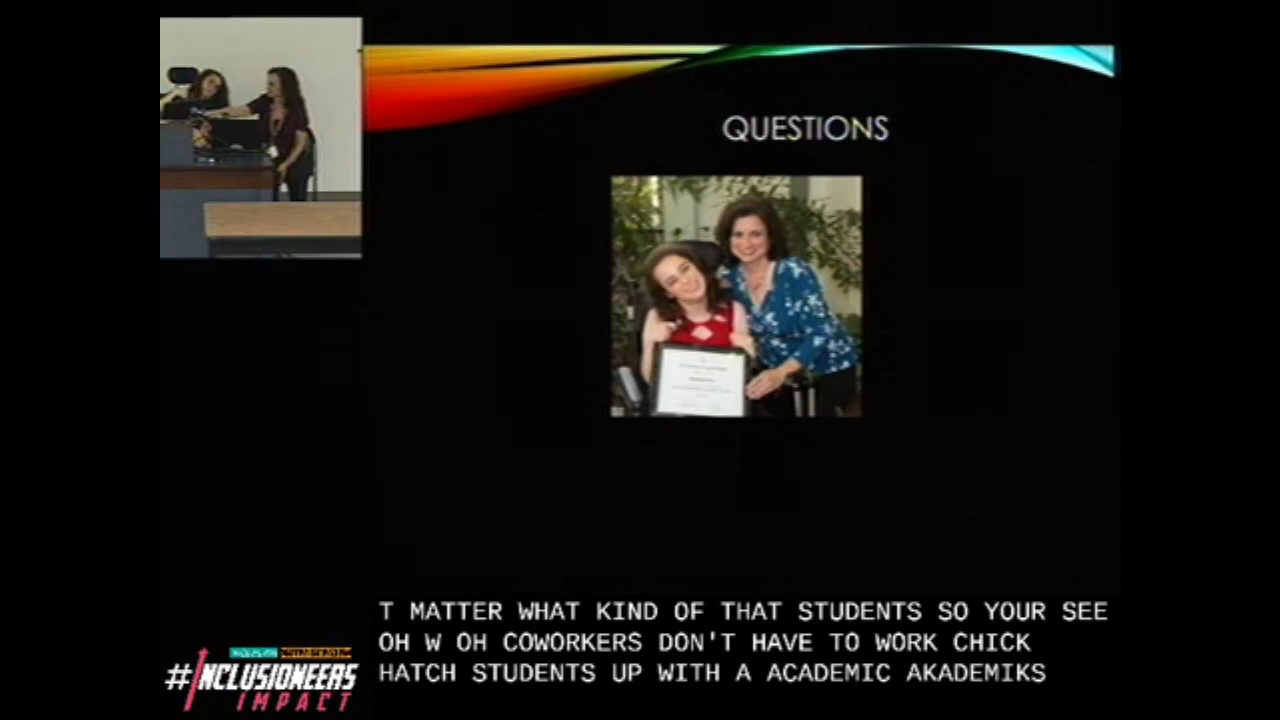 QUESTIONS
T MATTER WHAT KIND OF THAT STUDENTS SO YOUR SEE
OH W OH COWORKERS DON'T HAVE TO WORK CHICK
HATCH STUDENTS UP WITH A ACADEMIC AKADEMIKS
#INCLUSIONEERS
IMPACT